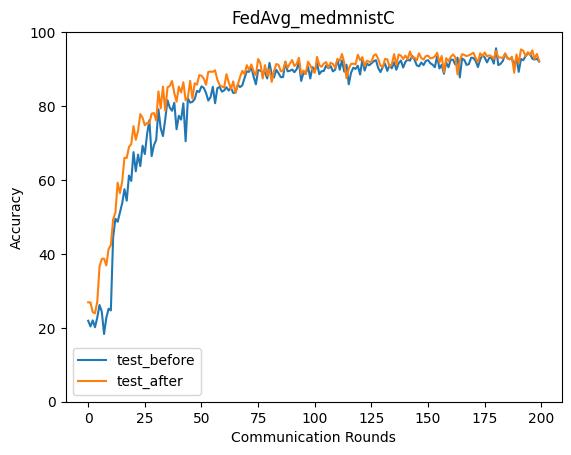 FedAvg_medmnistC
100
80
60
40
20
0
Accuracy
test_before
test_after
0 25 50 75 100 125 150 175 200
Communication Rounds